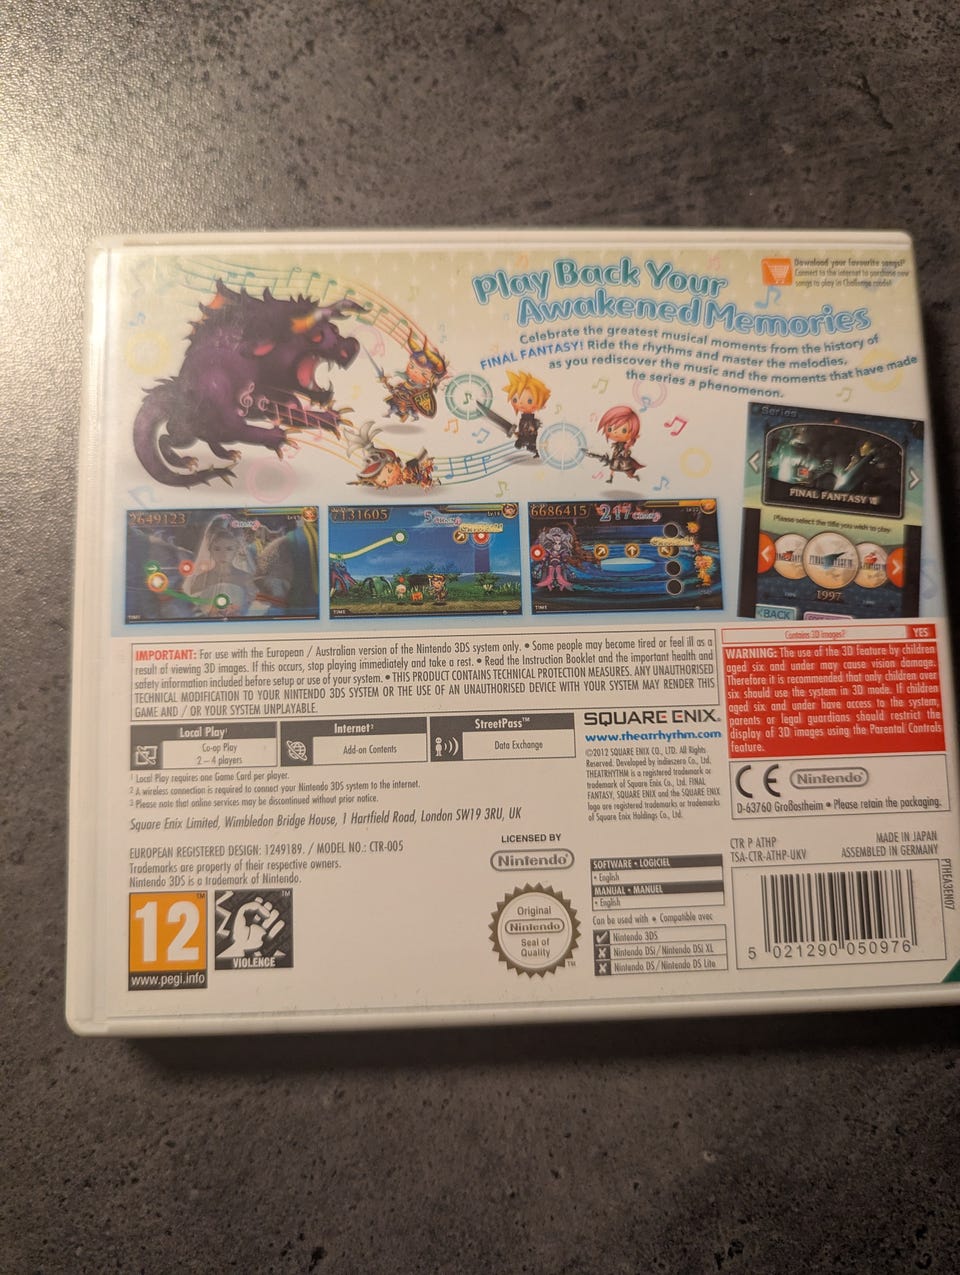 Play Back Your
Awakened Memories
Download your favourite songs!²
Connect to the internet to purchase new
songs to play in Challenge mode!
Celebrate the greatest musical moments from the history of
FINAL FANTASY! Ride the rhythms and master the melodies,
as you rediscover the music and the moments that have made
the series a phenomenon.
Series
FINAL FANTASY VII
Please select the title you wish to play.
1997
BACK
2649123
TIME
7131605
TIME
6686415
217
TIME
IMPORTANT: For use with the European / Australian version of the Nintendo 3DS system only. • Some people may become tired or feel ill as a
result of viewing 3D images. If this occurs, stop playing immediately and take a rest. • Read the Instruction Booklet and the important health and
safety information included before setup or use of your system. • THIS PRODUCT CONTAINS TECHNICAL PROTECTION MEASURES. ANY UNAUTHORISED
TECHNICAL MODIFICATION TO YOUR NINTENDO 3DS SYSTEM OR THE USE OF AN UNAUTHORISED DEVICE WITH YOUR SYSTEM MAY RENDER THIS
GAME AND / OR YOUR SYSTEM UNPLAYABLE.
Contains 3D Images? YES
WARNING: The use of the 3D feature by children
aged six and under may cause vision damage.
Therefore it is recommended that only children over
six should use the system in 3D mode. If children
aged six and under have access to the system,
parents or legal guardians should restrict the
display of 3D images using the Parental Controls
feature.
Local Play¹
Co-op Play
2 – 4 players
Internet²
Add-on Contents
StreetPass™
Data Exchange
¹ Local Play requires one Game Card per player.
² A wireless connection is required to connect your Nintendo 3DS system to the internet.
³ Please note that online services may be discontinued without prior notice.
Square Enix Limited, Wimbledon Bridge House, 1 Hartfield Road, London SW19 3RU, UK
SQUARE ENIX.
www.theatrhythm.com
©2012 SQUARE ENIX CO., LTD. All Rights
Reserved. Developed by indieszero Co., Ltd.
THEATRHYTHM is a registered trademark or
trademark of Square Enix Co., Ltd. FINAL
FANTASY, SQUARE ENIX and the SQUARE ENIX
logo are registered trademarks or trademarks
of Square Enix Holdings Co., Ltd.
CE Nintendo®
D-63760 Großostheim • Please retain the packaging.
EUROPEAN REGISTERED DESIGN: 1249189. / MODEL NO.: CTR-005
Trademarks are property of their respective owners.
Nintendo 3DS is a trademark of Nintendo.
12™
www.pegi.info
™
VIOLENCE
LICENSED BY
Nintendo®
Original
Nintendo
Seal of
Quality
™
SOFTWARE • LOGICIEL
• English
MANUAL • MANUEL
• English
Can be used with • Compatible avec
Nintendo 3DS
Nintendo DSi/Nintendo DSi XL
Nintendo DS/Nintendo DS Lite
CTR P ATHP
TSA-CTR-ATHP-UKV
MADE IN JAPAN
ASSEMBLED IN GERMANY
5 021290 050976
PTHEA3EN07